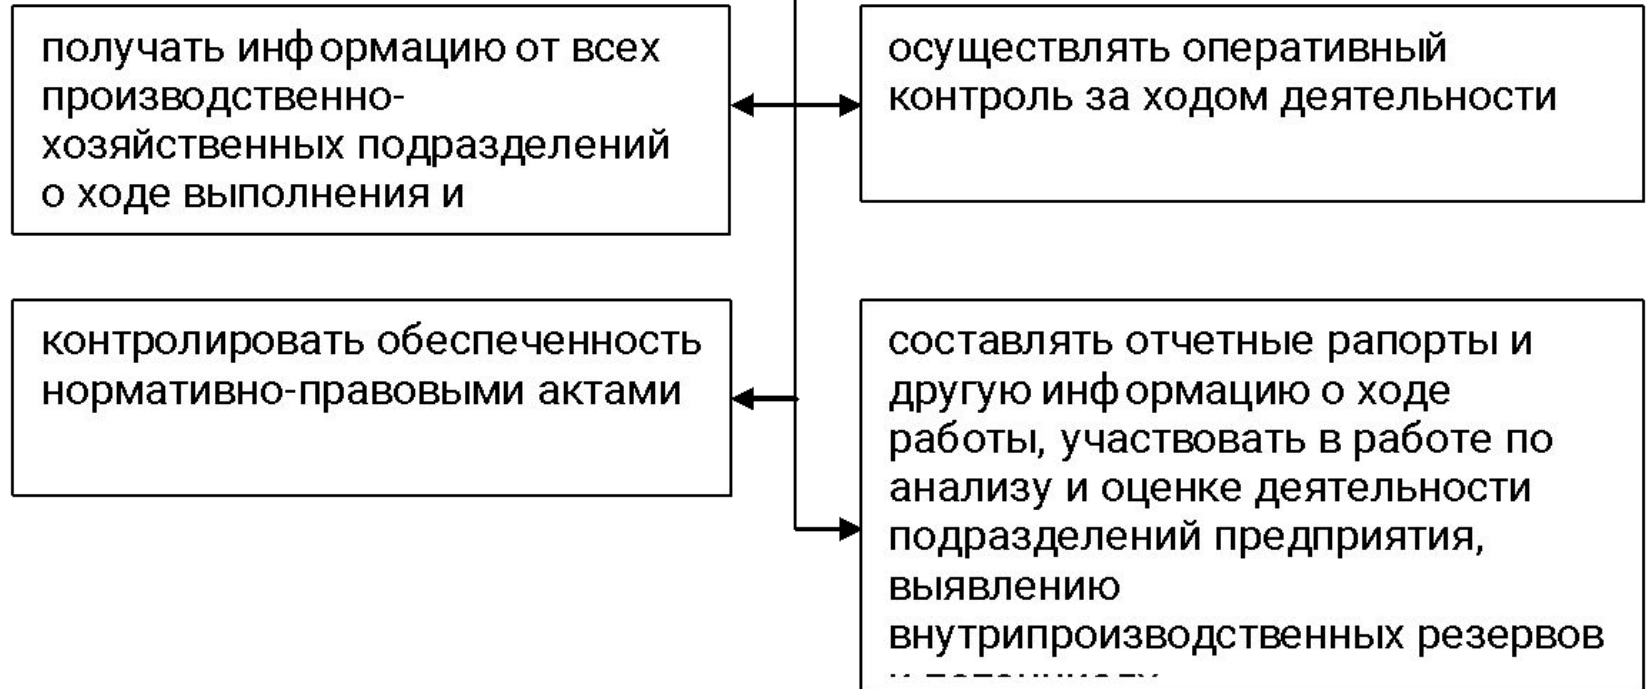 получать информацию от всех
производственно-
хозяйственных подразделений
о ходе выполнения и
осуществлять оперативный
контроль за ходом деятельности
контролировать обеспеченность
нормативно-правовыми актами
составлять отчетные рапорты и
другую информацию о ходе
работы, участвовать в работе по
анализу и оценке деятельности
подразделений предприятия,
выявлению
внутрипроизводственных резервов